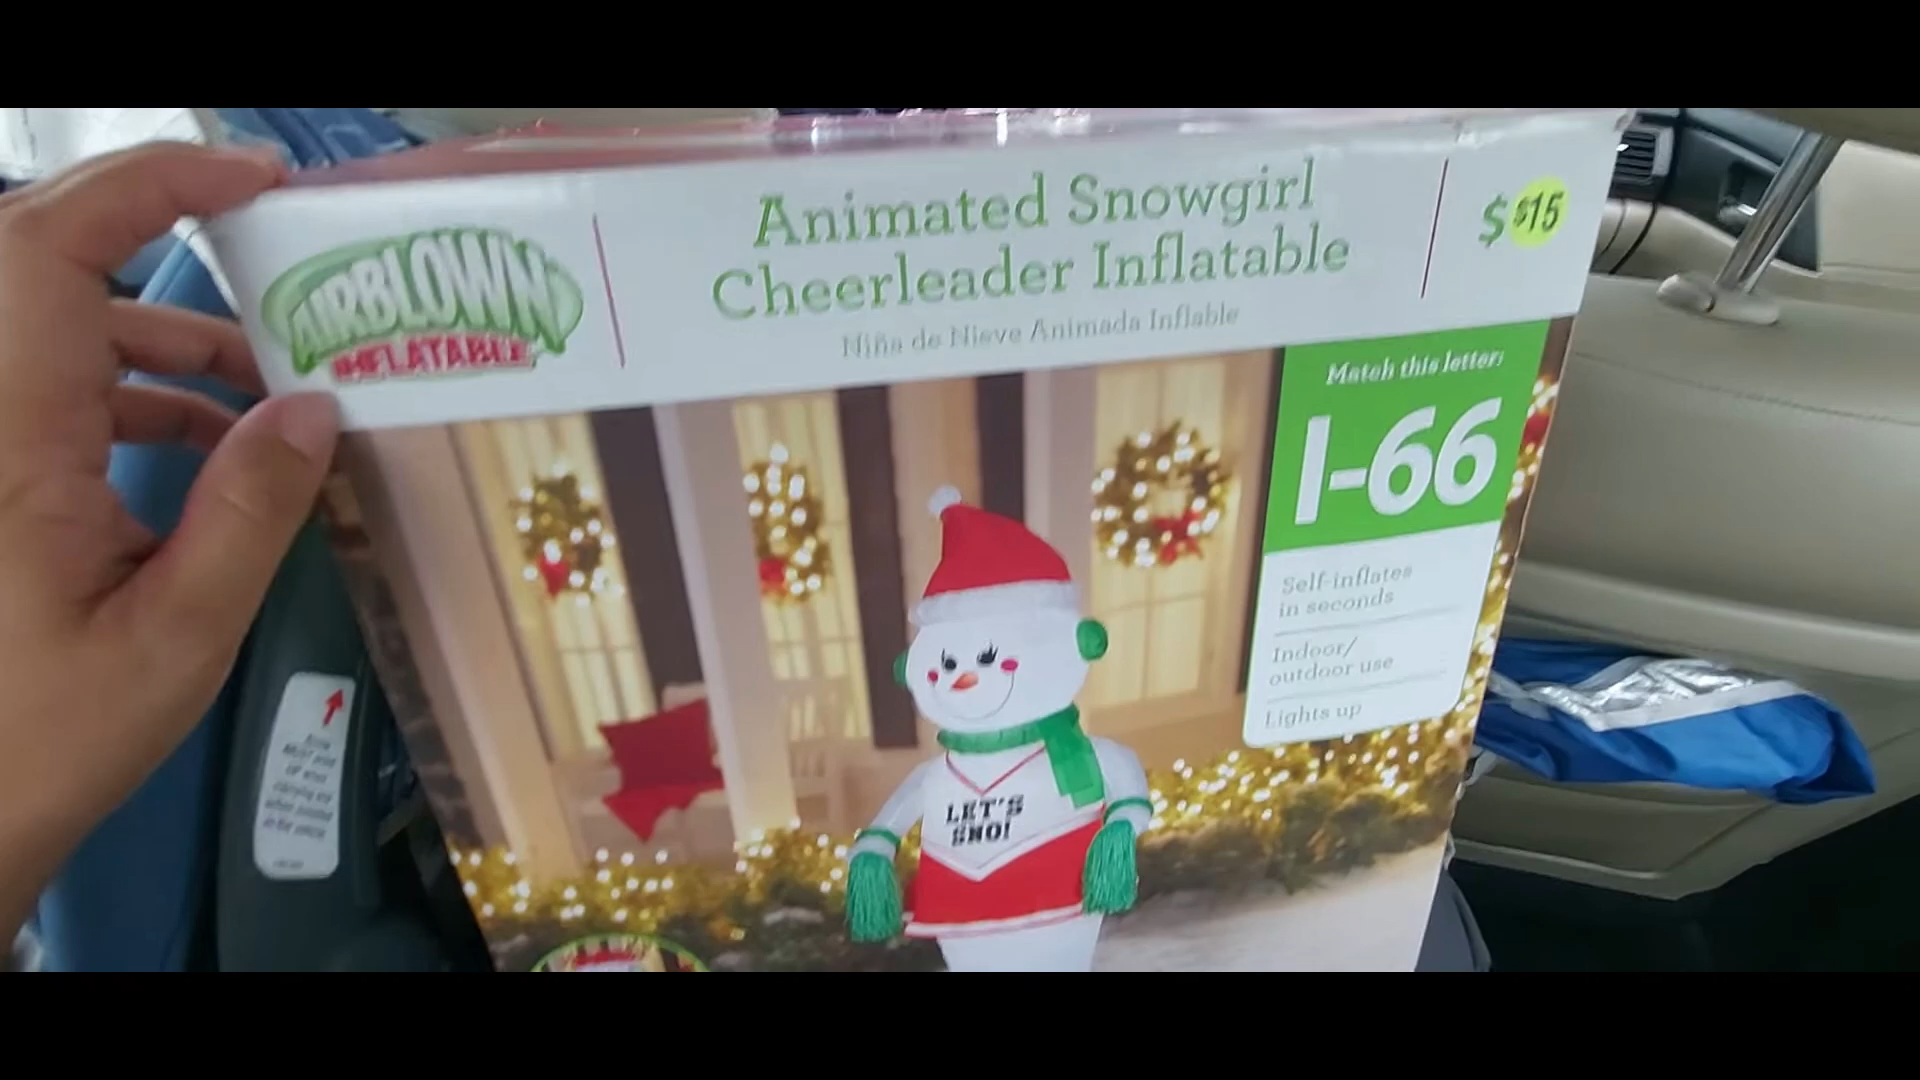 AIRBLOWN
INFLATABLE
Animated Snowgirl
Cheerleader Inflatable
Niña de Nieve Animada Inflable
$ $15
Match this letter:
I-66
Self-inflates
in seconds
Indoor/
outdoor use
Lights up
LET'S
SNO!